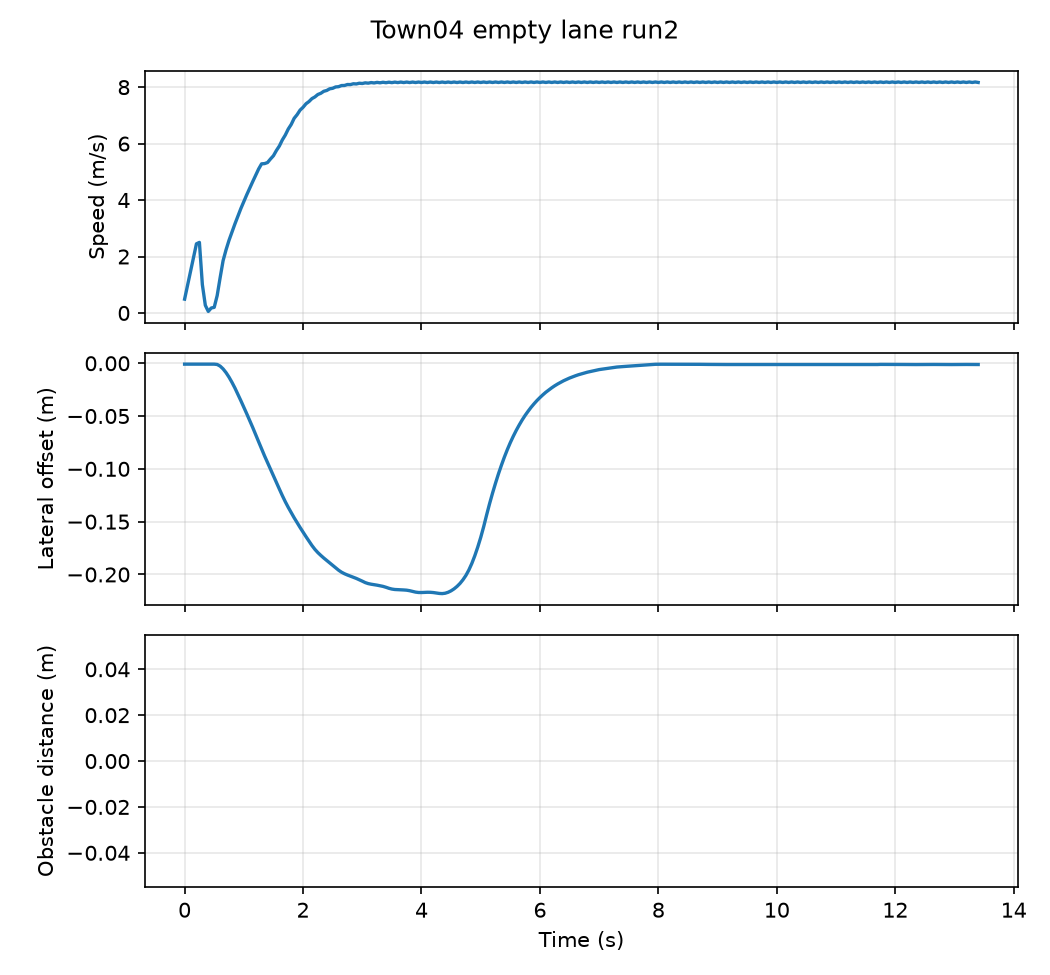 Town04 empty lane run2
Speed (m/s)
8
6
4
2
0
Lateral offset (m)
0.00
−0.05
−0.10
−0.15
−0.20
Obstacle distance (m)
0.04
0.02
0.00
−0.02
−0.04
0 2 4 6 8 10 12 14
Time (s)